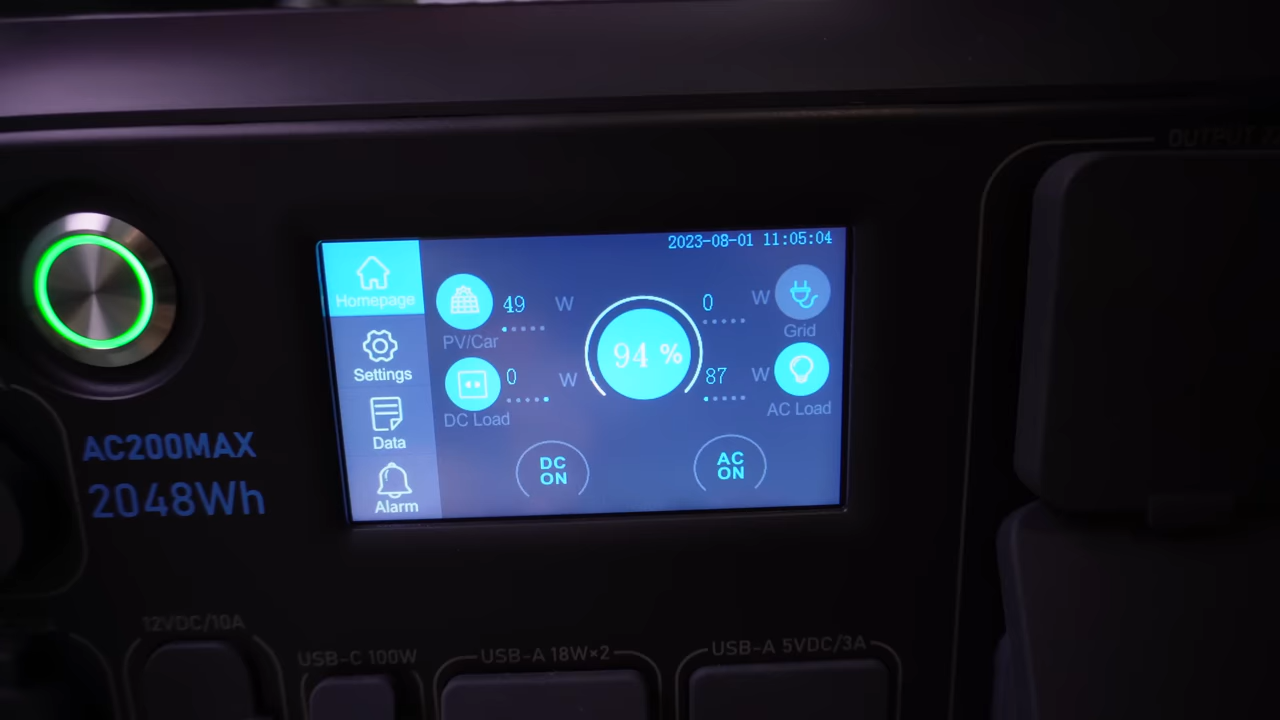 OUTPUT
2023-08-01 11:05:04
Homepage
49 W
PV/Car
0 W
Grid
94 %
Settings
0 W
DC Load
87 W
AC Load
Data
DC
ON
AC
ON
Alarm
AC200MAX
2048Wh
12VDC/10A
USB-C 100W
USB-A 18W×2
USB-A 5VDC/3A